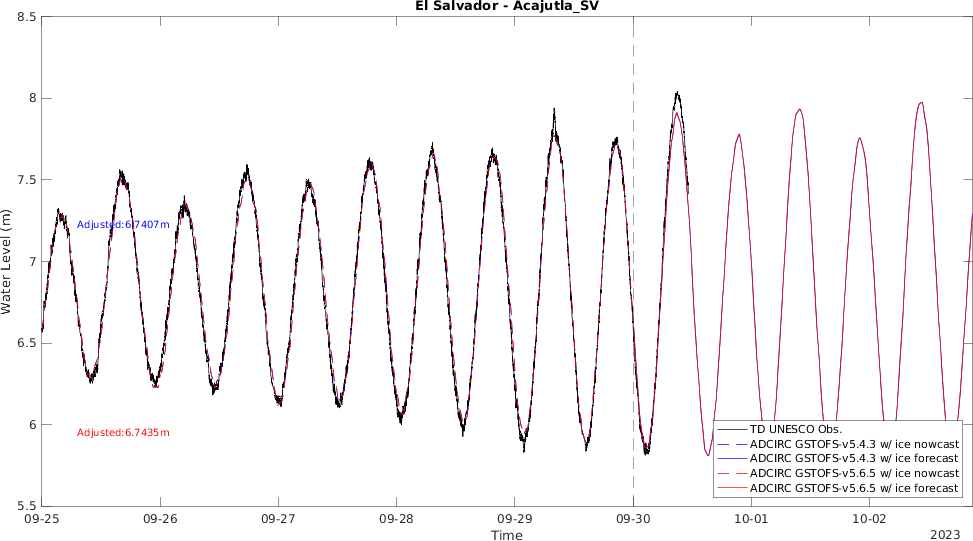 El Salvador - Acajutla_SV
8.5
8
7.5
7
6.5
6
5.5
Water Level (m)
Adjusted:6.7407m
Adjusted:6.7435m
TD UNESCO Obs.
ADCIRC GSTOFS-v5.4.3 w/ ice nowcast
ADCIRC GSTOFS-v5.4.3 w/ ice forecast
ADCIRC GSTOFS-v5.6.5 w/ ice nowcast
ADCIRC GSTOFS-v5.6.5 w/ ice forecast
09-25 09-26 09-27 09-28 09-29 09-30 10-01 10-02
Time
2023